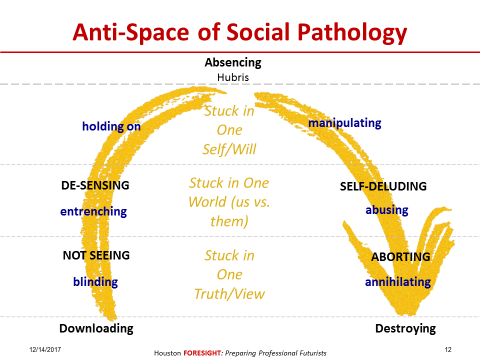 Anti-Space of Social Pathology
Absencing
Hubris
holding on
Stuck in
One
Self/Will
manipulating
DE-SENSING
entrenching
Stuck in One
World (us vs.
them)
SELF-DELUDING
abusing
NOT SEEING
blinding
Stuck in
One
Truth/View
ABORTING
annihilating
Downloading
Destroying
12/14/2017
Houston FORESIGHT: Preparing Professional Futurists
12